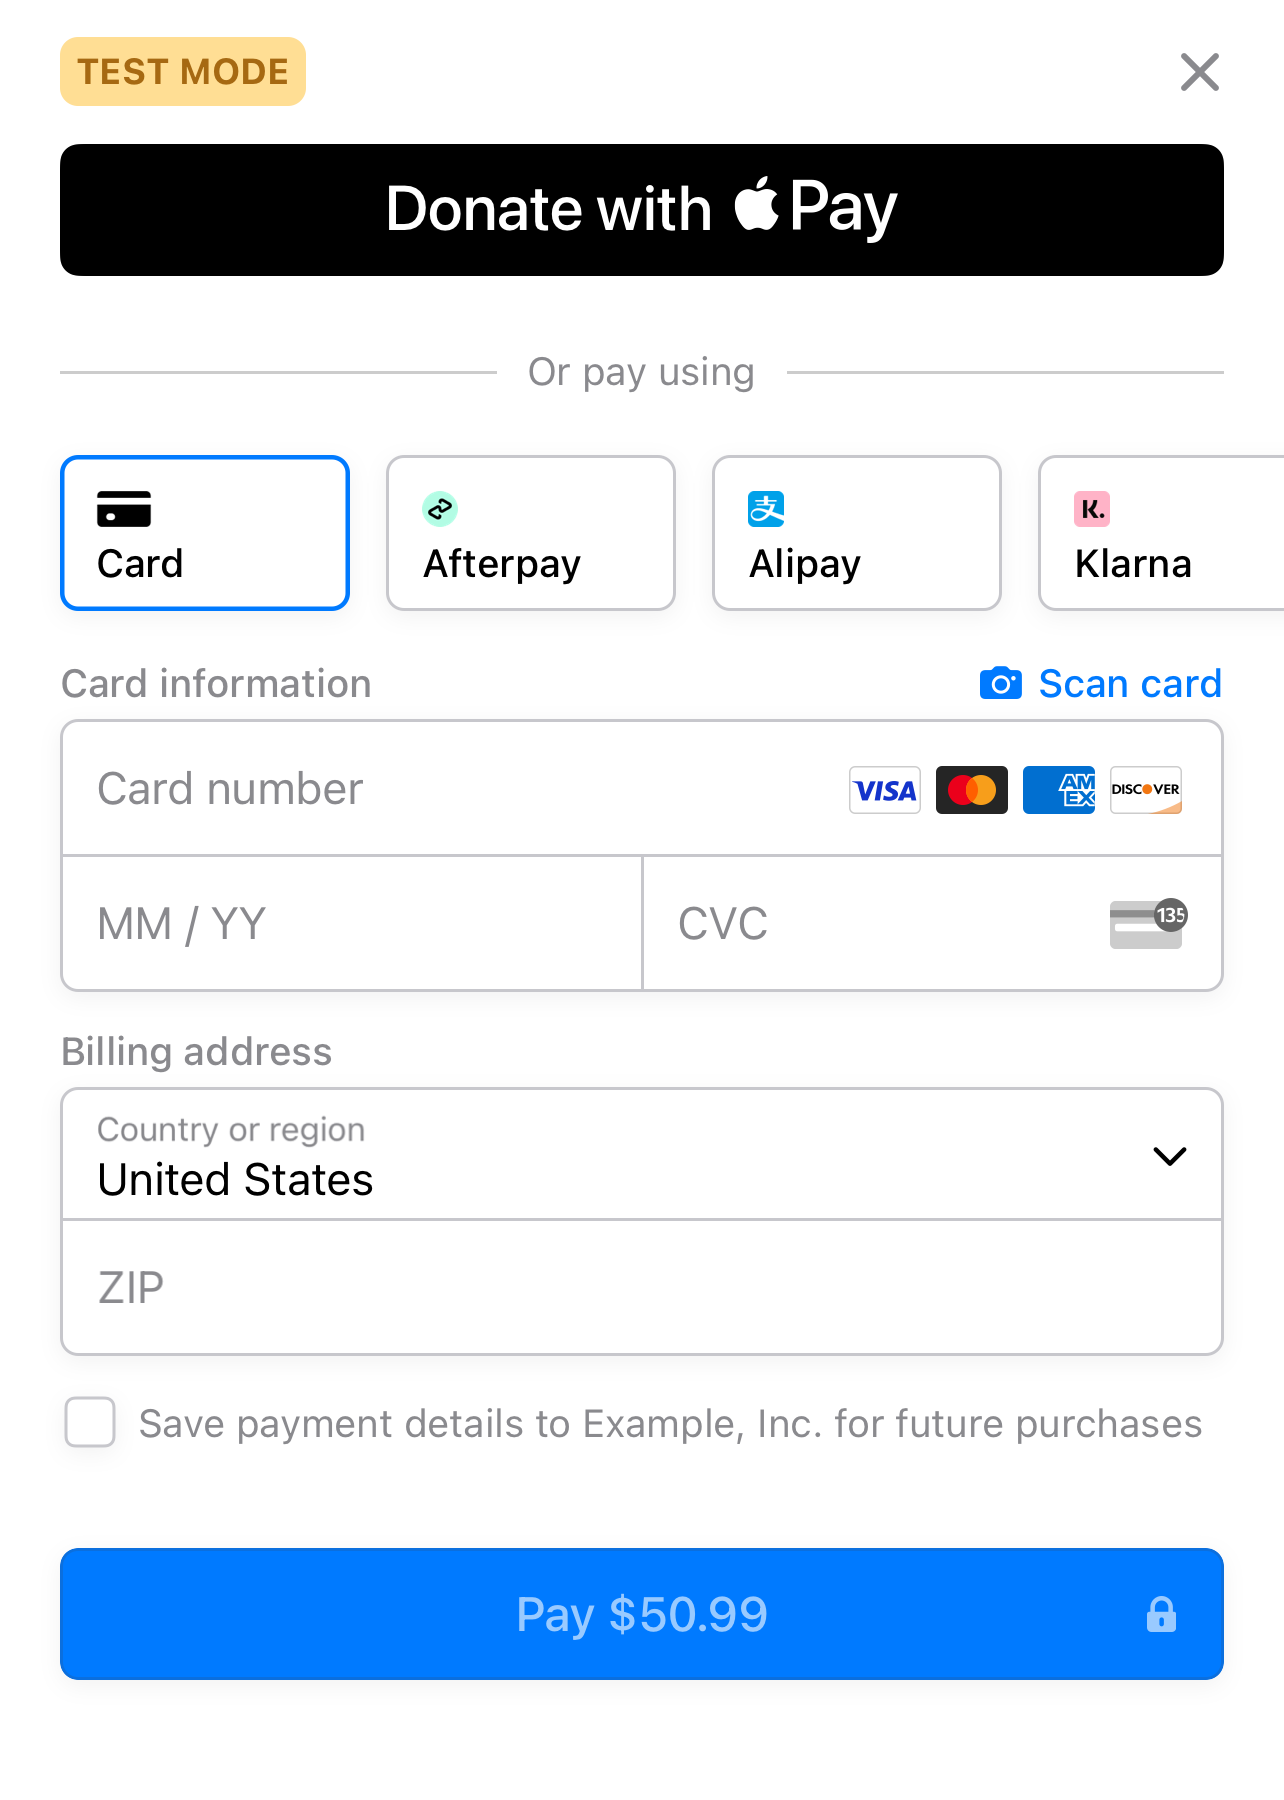 TEST MODE
Donate with Pay
Or pay using
Card
Afterpay
支
Alipay
K.
Klarna
Card information
Scan card
Card number
VISA
AM
EX
DISCOVER
MM / YY
CVC
135
Billing address
Country or region
United States
ZIP
Save payment details to Example, Inc. for future purchases
Pay $50.99